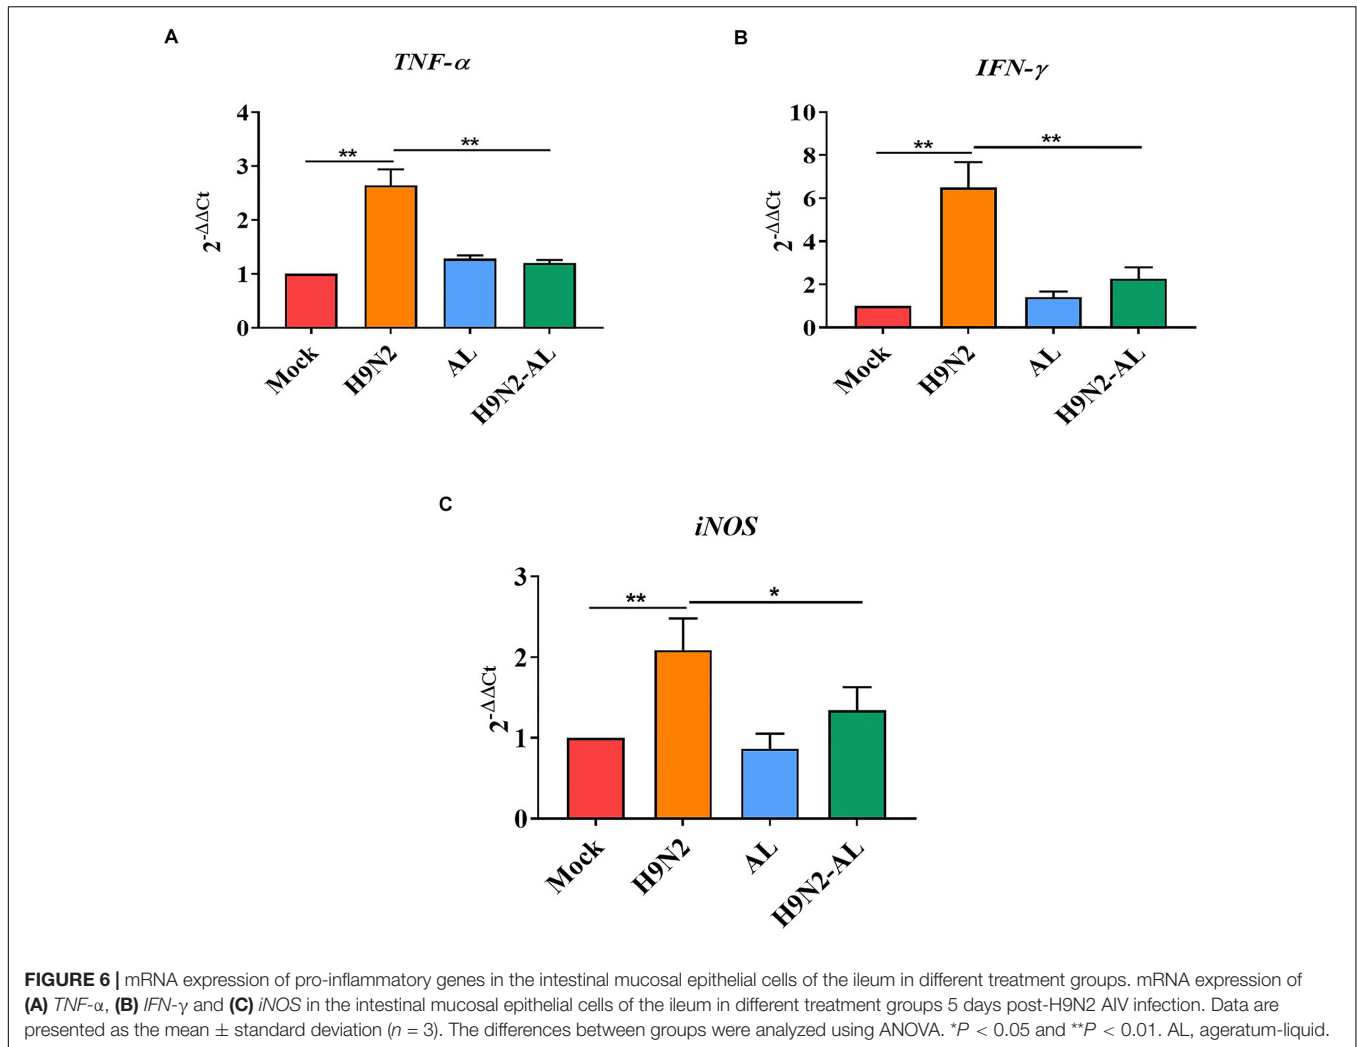 A
TNF-α
4
3
2
1
0
2^-ΔΔCt
**
**
Mock
H9N2
AL
H9N2-AL
B
IFN-γ
10
8
6
4
2
0
2^-ΔΔCt
**
**
Mock
H9N2
AL
H9N2-AL
C
iNOS
3
2
1
0
2^-ΔΔCt
**
*
Mock
H9N2
AL
H9N2-AL
FIGURE 6 | mRNA expression of pro-inflammatory genes in the intestinal mucosal epithelial cells of the ileum in different treatment groups. mRNA expression of
(A) TNF-α, (B) IFN-γ and (C) iNOS in the intestinal mucosal epithelial cells of the ileum in different treatment groups 5 days post-H9N2 AIV infection. Data are
presented as the mean ± standard deviation (n = 3). The differences between groups were analyzed using ANOVA. *P < 0.05 and **P < 0.01. AL, ageratum-liquid.